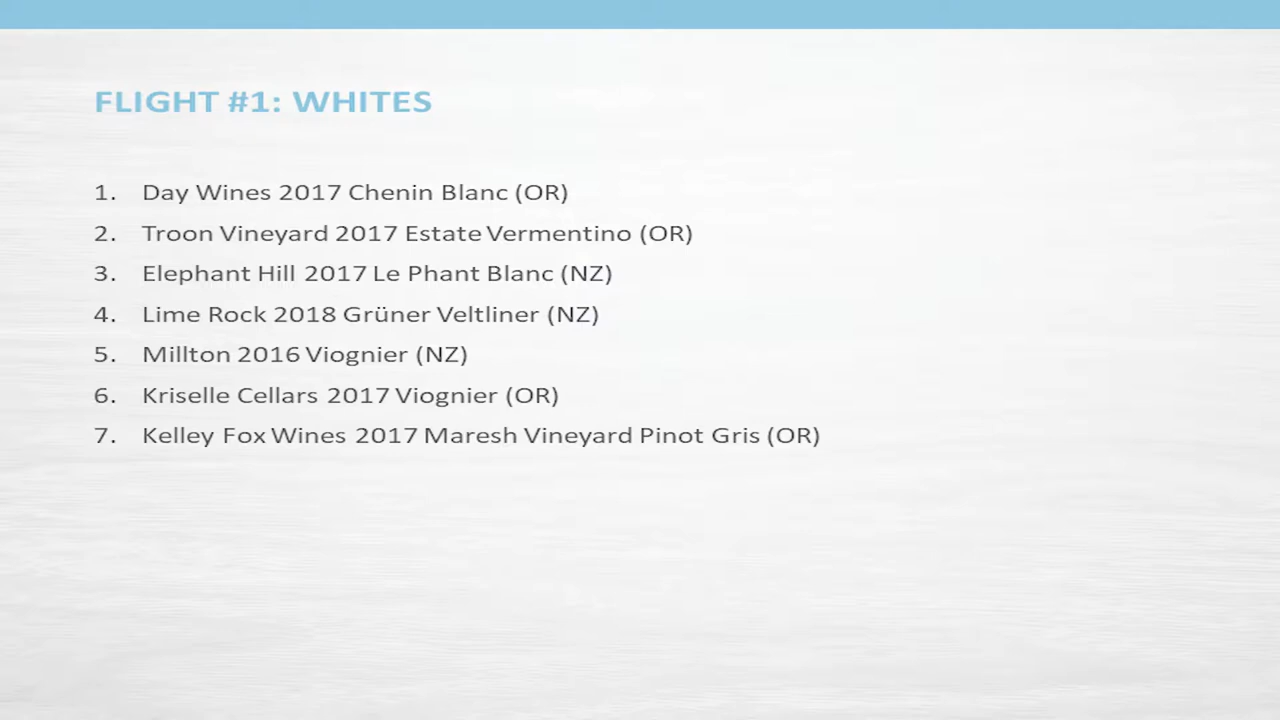 FLIGHT #1: WHITES
1. Day Wines 2017 Chenin Blanc (OR)
2. Troon Vineyard 2017 Estate Vermentino (OR)
3. Elephant Hill 2017 Le Phant Blanc (NZ)
4. Lime Rock 2018 Grüner Veltliner (NZ)
5. Millton 2016 Viognier (NZ)
6. Kriselle Cellars 2017 Viognier (OR)
7. Kelley Fox Wines 2017 Maresh Vineyard Pinot Gris (OR)